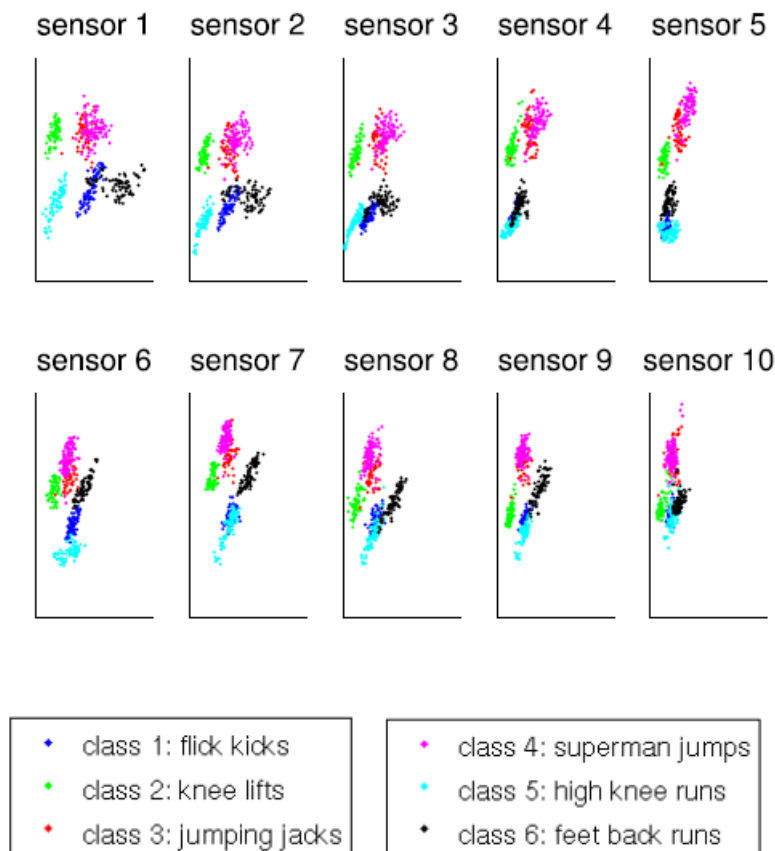 sensor 1 sensor 2 sensor 3 sensor 4 sensor 5
sensor 6 sensor 7 sensor 8 sensor 9 sensor 10
class 1: flick kicks
class 2: knee lifts
class 3: jumping jacks
class 4: superman jumps
class 5: high knee runs
class 6: feet back runs